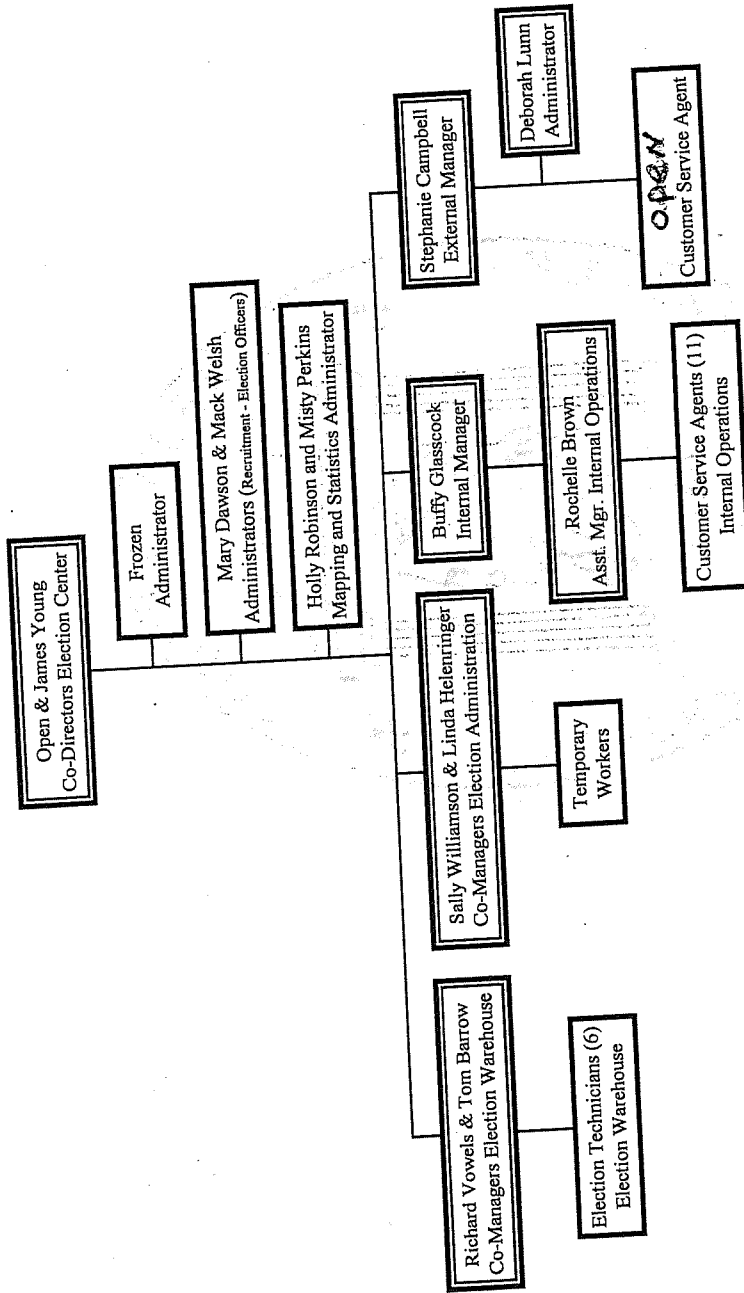 Open & James Young
Co-Directors Election Center
Frozen
Administrator
Mary Dawson & Mack Welsh
Administrators (Recruitment - Election Officers)
Holly Robinson and Misty Perkins
Mapping and Statistics Administrator
Richard Vowels & Tom Barrow
Co-Managers Election Warehouse
Election Technicians (6)
Election Warehouse
Sally Williamson & Linda Helenringer
Co-Managers Election Administration
Temporary
Workers
Buffy Glasscock
Internal Manager
Rochelle Brown
Asst. Mgr. Internal Operations
Customer Service Agents (11)
Internal Operations
Stephanie Campbell
External Manager
Deborah Lunn
Administrator
open
Customer Service Agent